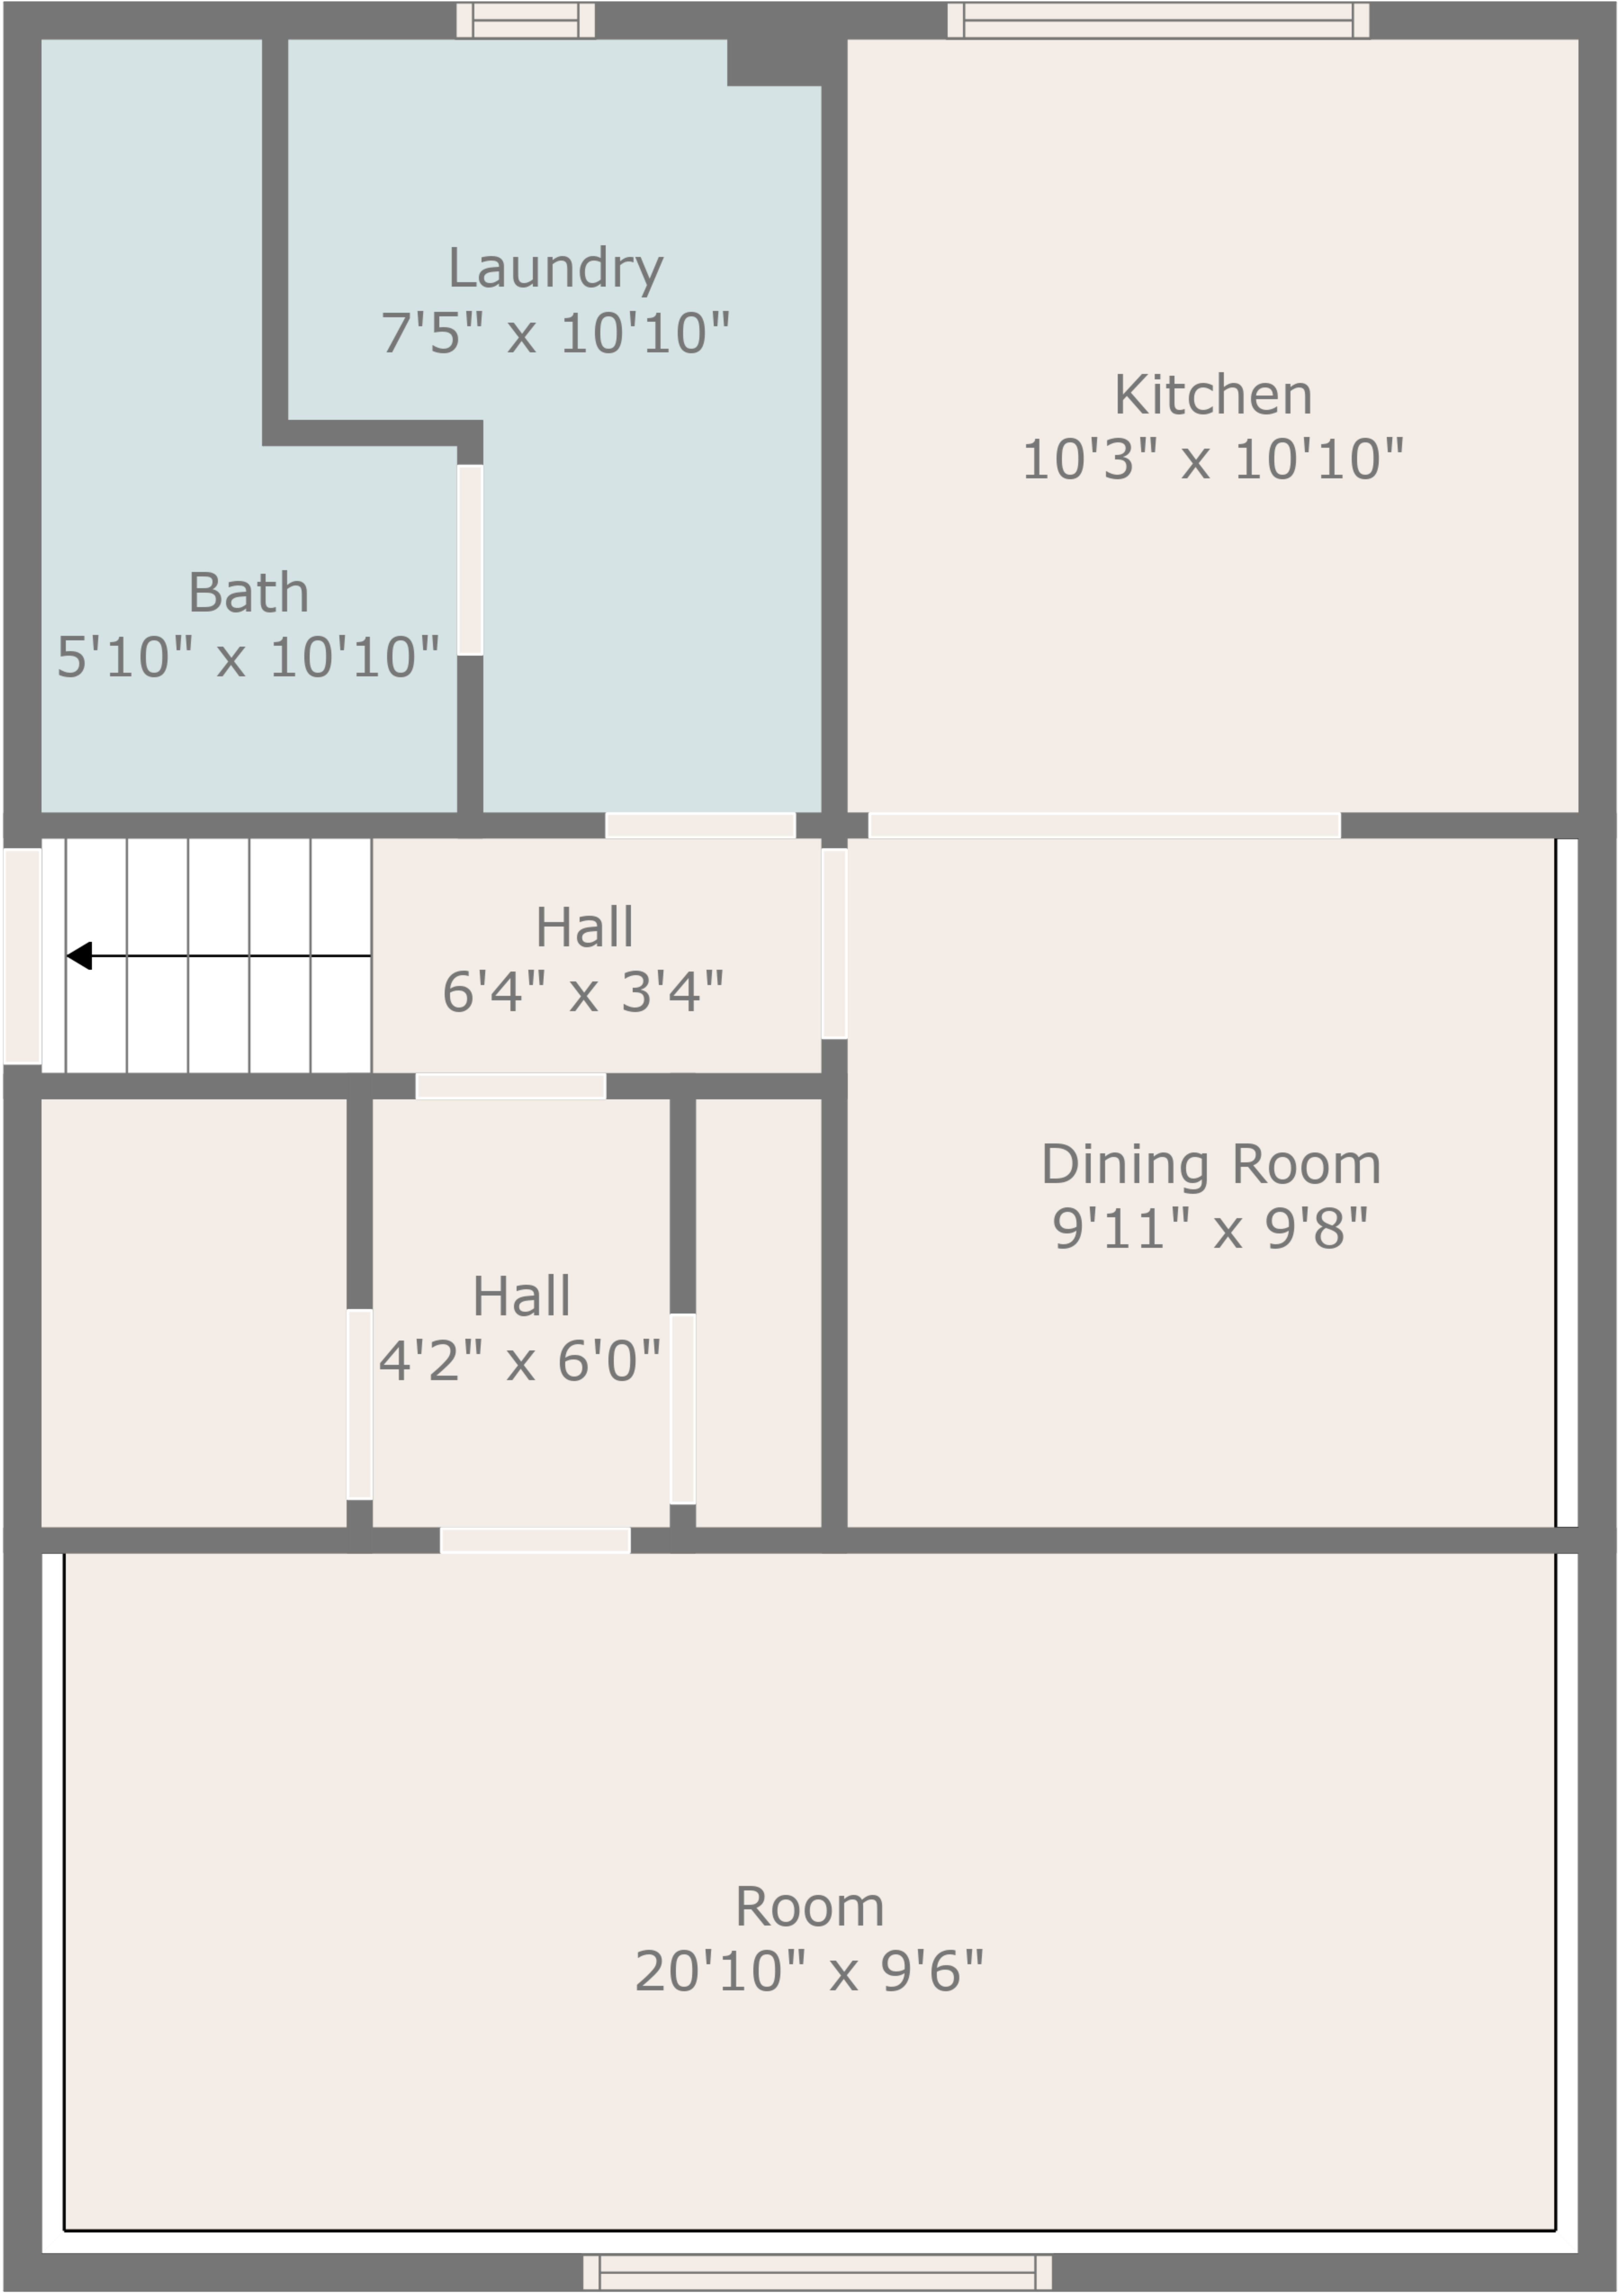 Laundry
7'5" x 10'10"
Kitchen
10'3" x 10'10"
Bath
5'10" x 10'10"
Hall
6'4" x 3'4"
Dining Room
9'11" x 9'8"
Hall
4'2" x 6'0"
Room
20'10" x 9'6"